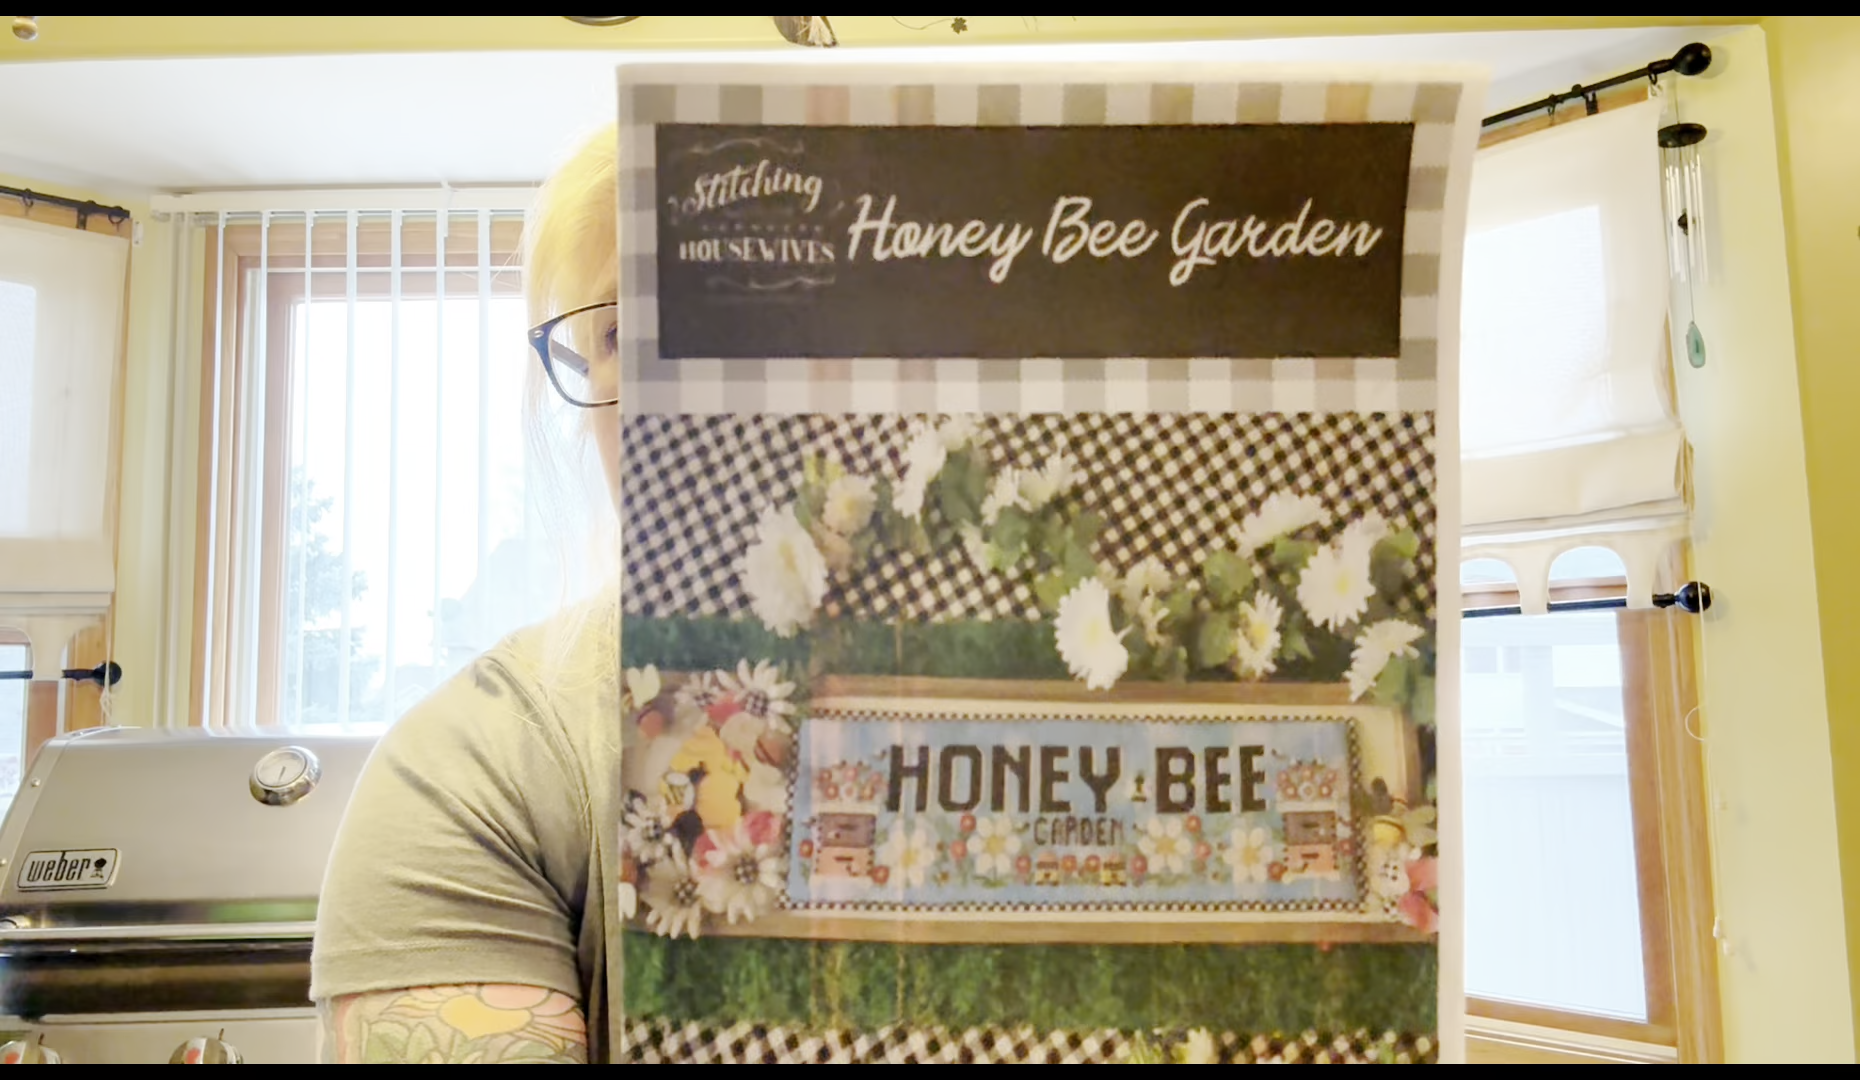 Stitching
HOUSEWIVES
Honey Bee Garden
HONEY BEE
GARDEN
weber